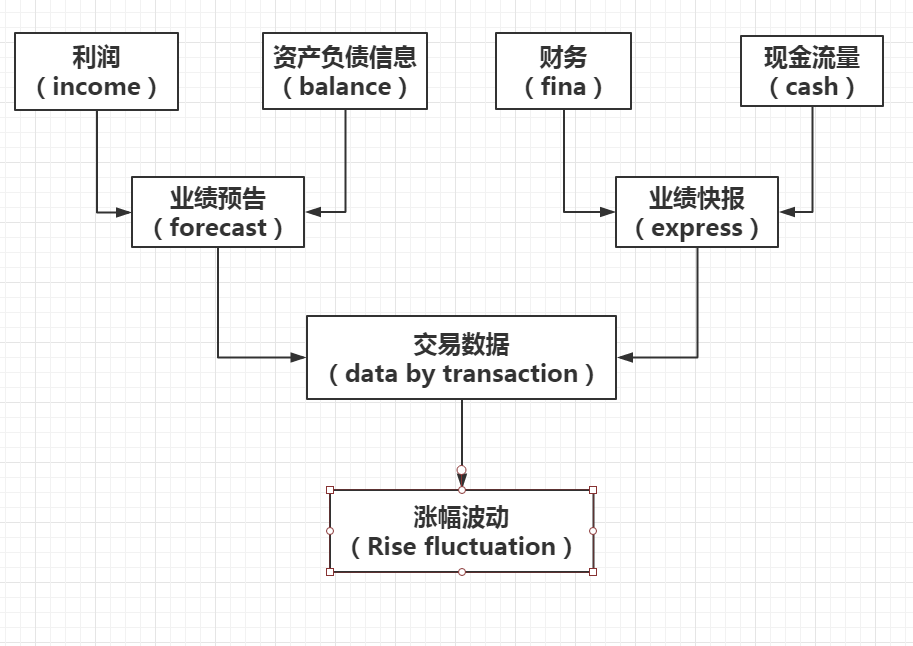 利润
（income）
资产负债信息
（balance）
财务
（fina）
现金流量
（cash）
业绩预告
（forecast）
业绩快报
（express）
交易数据
（data by transaction）
涨幅波动
（Rise fluctuation）